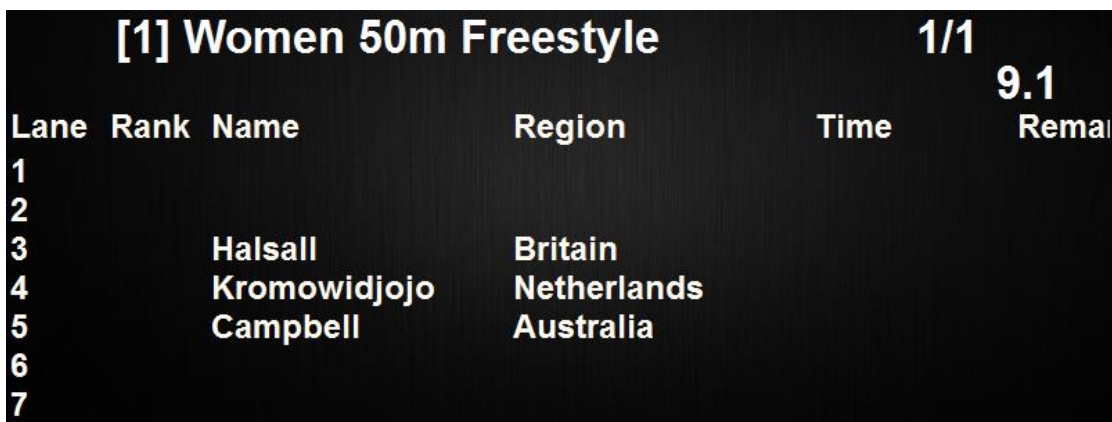 [1] Women 50m Freestyle 1/1
9.1
Lane Rank Name Region Time Remar
1
2
3 Halsall Britain
4 Kromowidjojo Netherlands
5 Campbell Australia
6
7